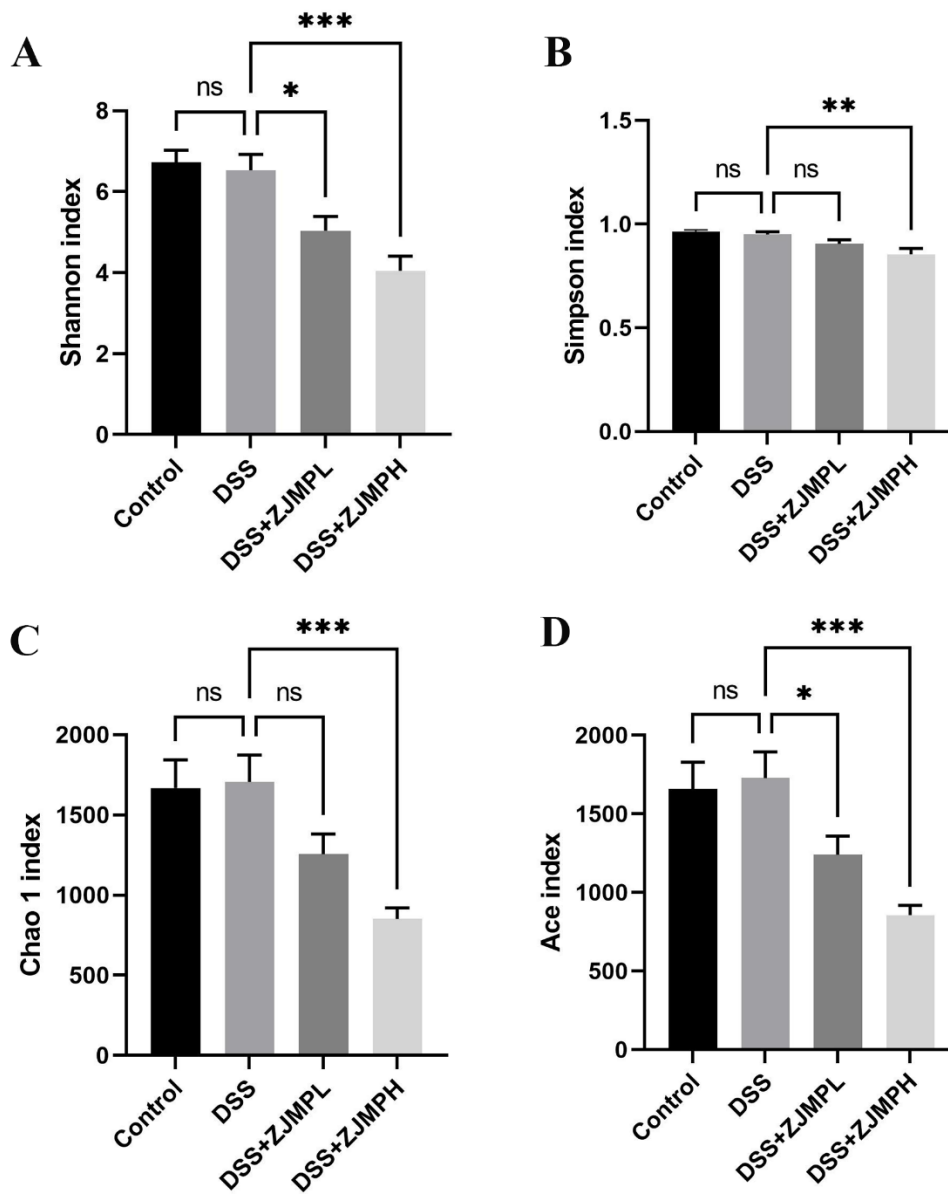 A
***
ns
*
8
6
4
2
0
Shannon index
Control
DSS
DSS+ZJMPL
DSS+ZJMPH
B
**
ns
ns
1.5
1.0
0.5
0.0
Simpson index
Control
DSS
DSS+ZJMPL
DSS+ZJMPH
C
***
ns
ns
2000
1500
1000
500
0
Chao 1 index
Control
DSS
DSS+ZJMPL
DSS+ZJMPH
D
***
ns
*
2000
1500
1000
500
0
Ace index
Control
DSS
DSS+ZJMPL
DSS+ZJMPH